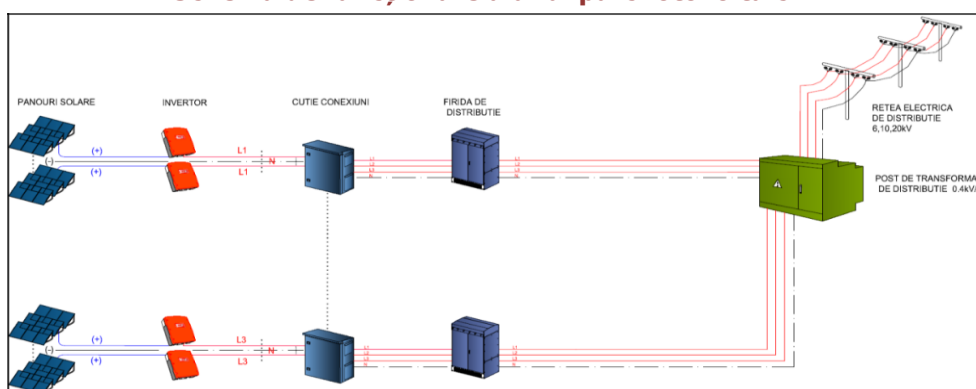 PANOURI SOLARE
INVERTOR
CUTIE CONEXIUNI
FIRIDA DE
DISTRIBUTIE
RETEA ELECTRICA
DE DISTRIBUTIE
6,10,20kV
POST DE TRANSFORMA
DE DISTRIBUTIE 0.4kV/
(+)
L1
(-)
N
(+)
L1
(+)
L3
(-)
N
(+)
L3